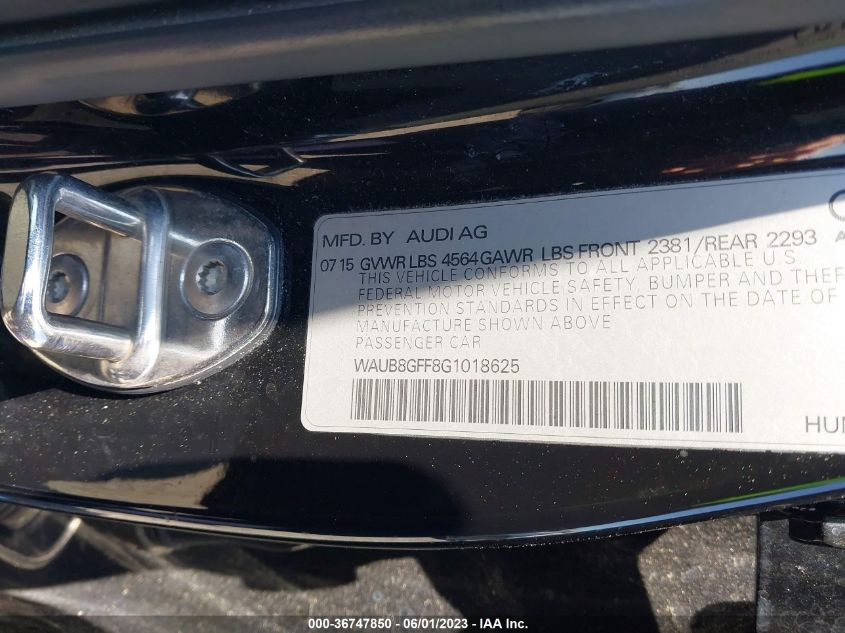 MFD. BY AUDI AG
07 15 GVWR LBS 4564 GAWR LBS FRONT 2381/REAR 2293
THIS VEHICLE CONFORMS TO ALL APPLICABLE U.S.
FEDERAL MOTOR VEHICLE SAFETY, BUMPER AND THEF
PREVENTION STANDARDS IN EFFECT ON THE DATE OF
MANUFACTURE SHOWN ABOVE
PASSENGER CAR
WAUB8GFF8G1018625
HUN
000-36747850 - 06/01/2023 - IAA Inc.